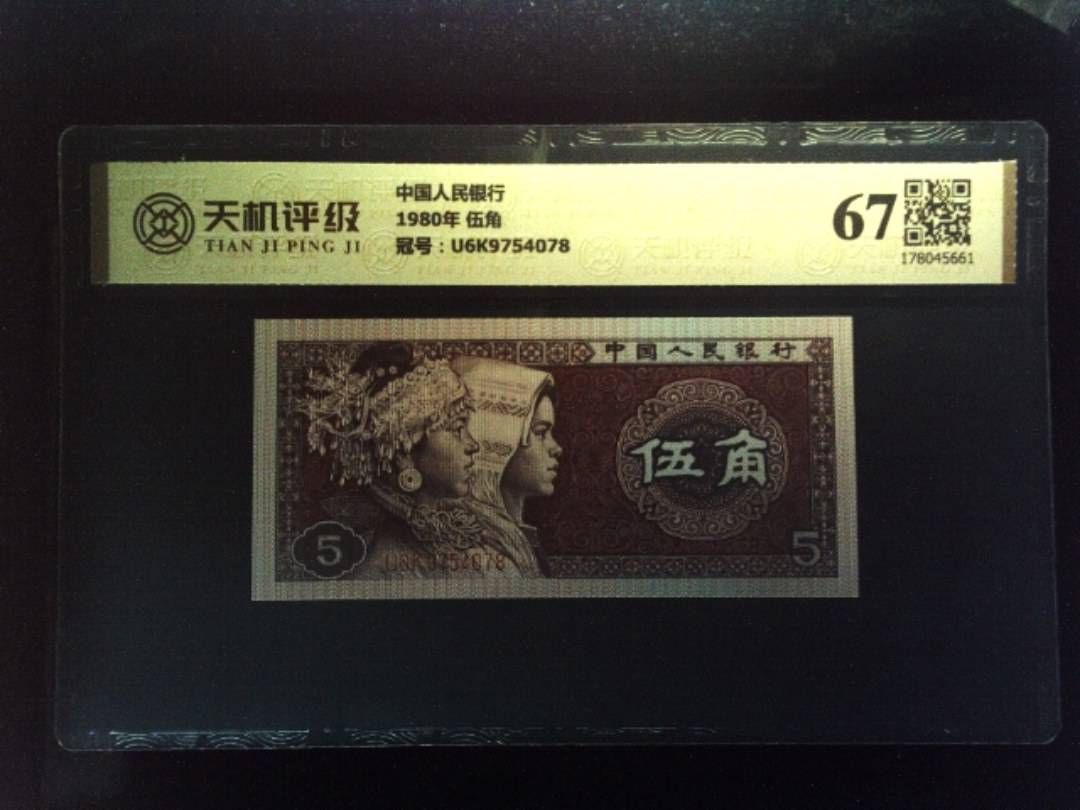 天机评级
TIAN JI PING JI
中国人民银行
1980年 伍角
冠号：U6K9754078
67
178045661
中国人民银行
伍角
5
U6K9754078
5